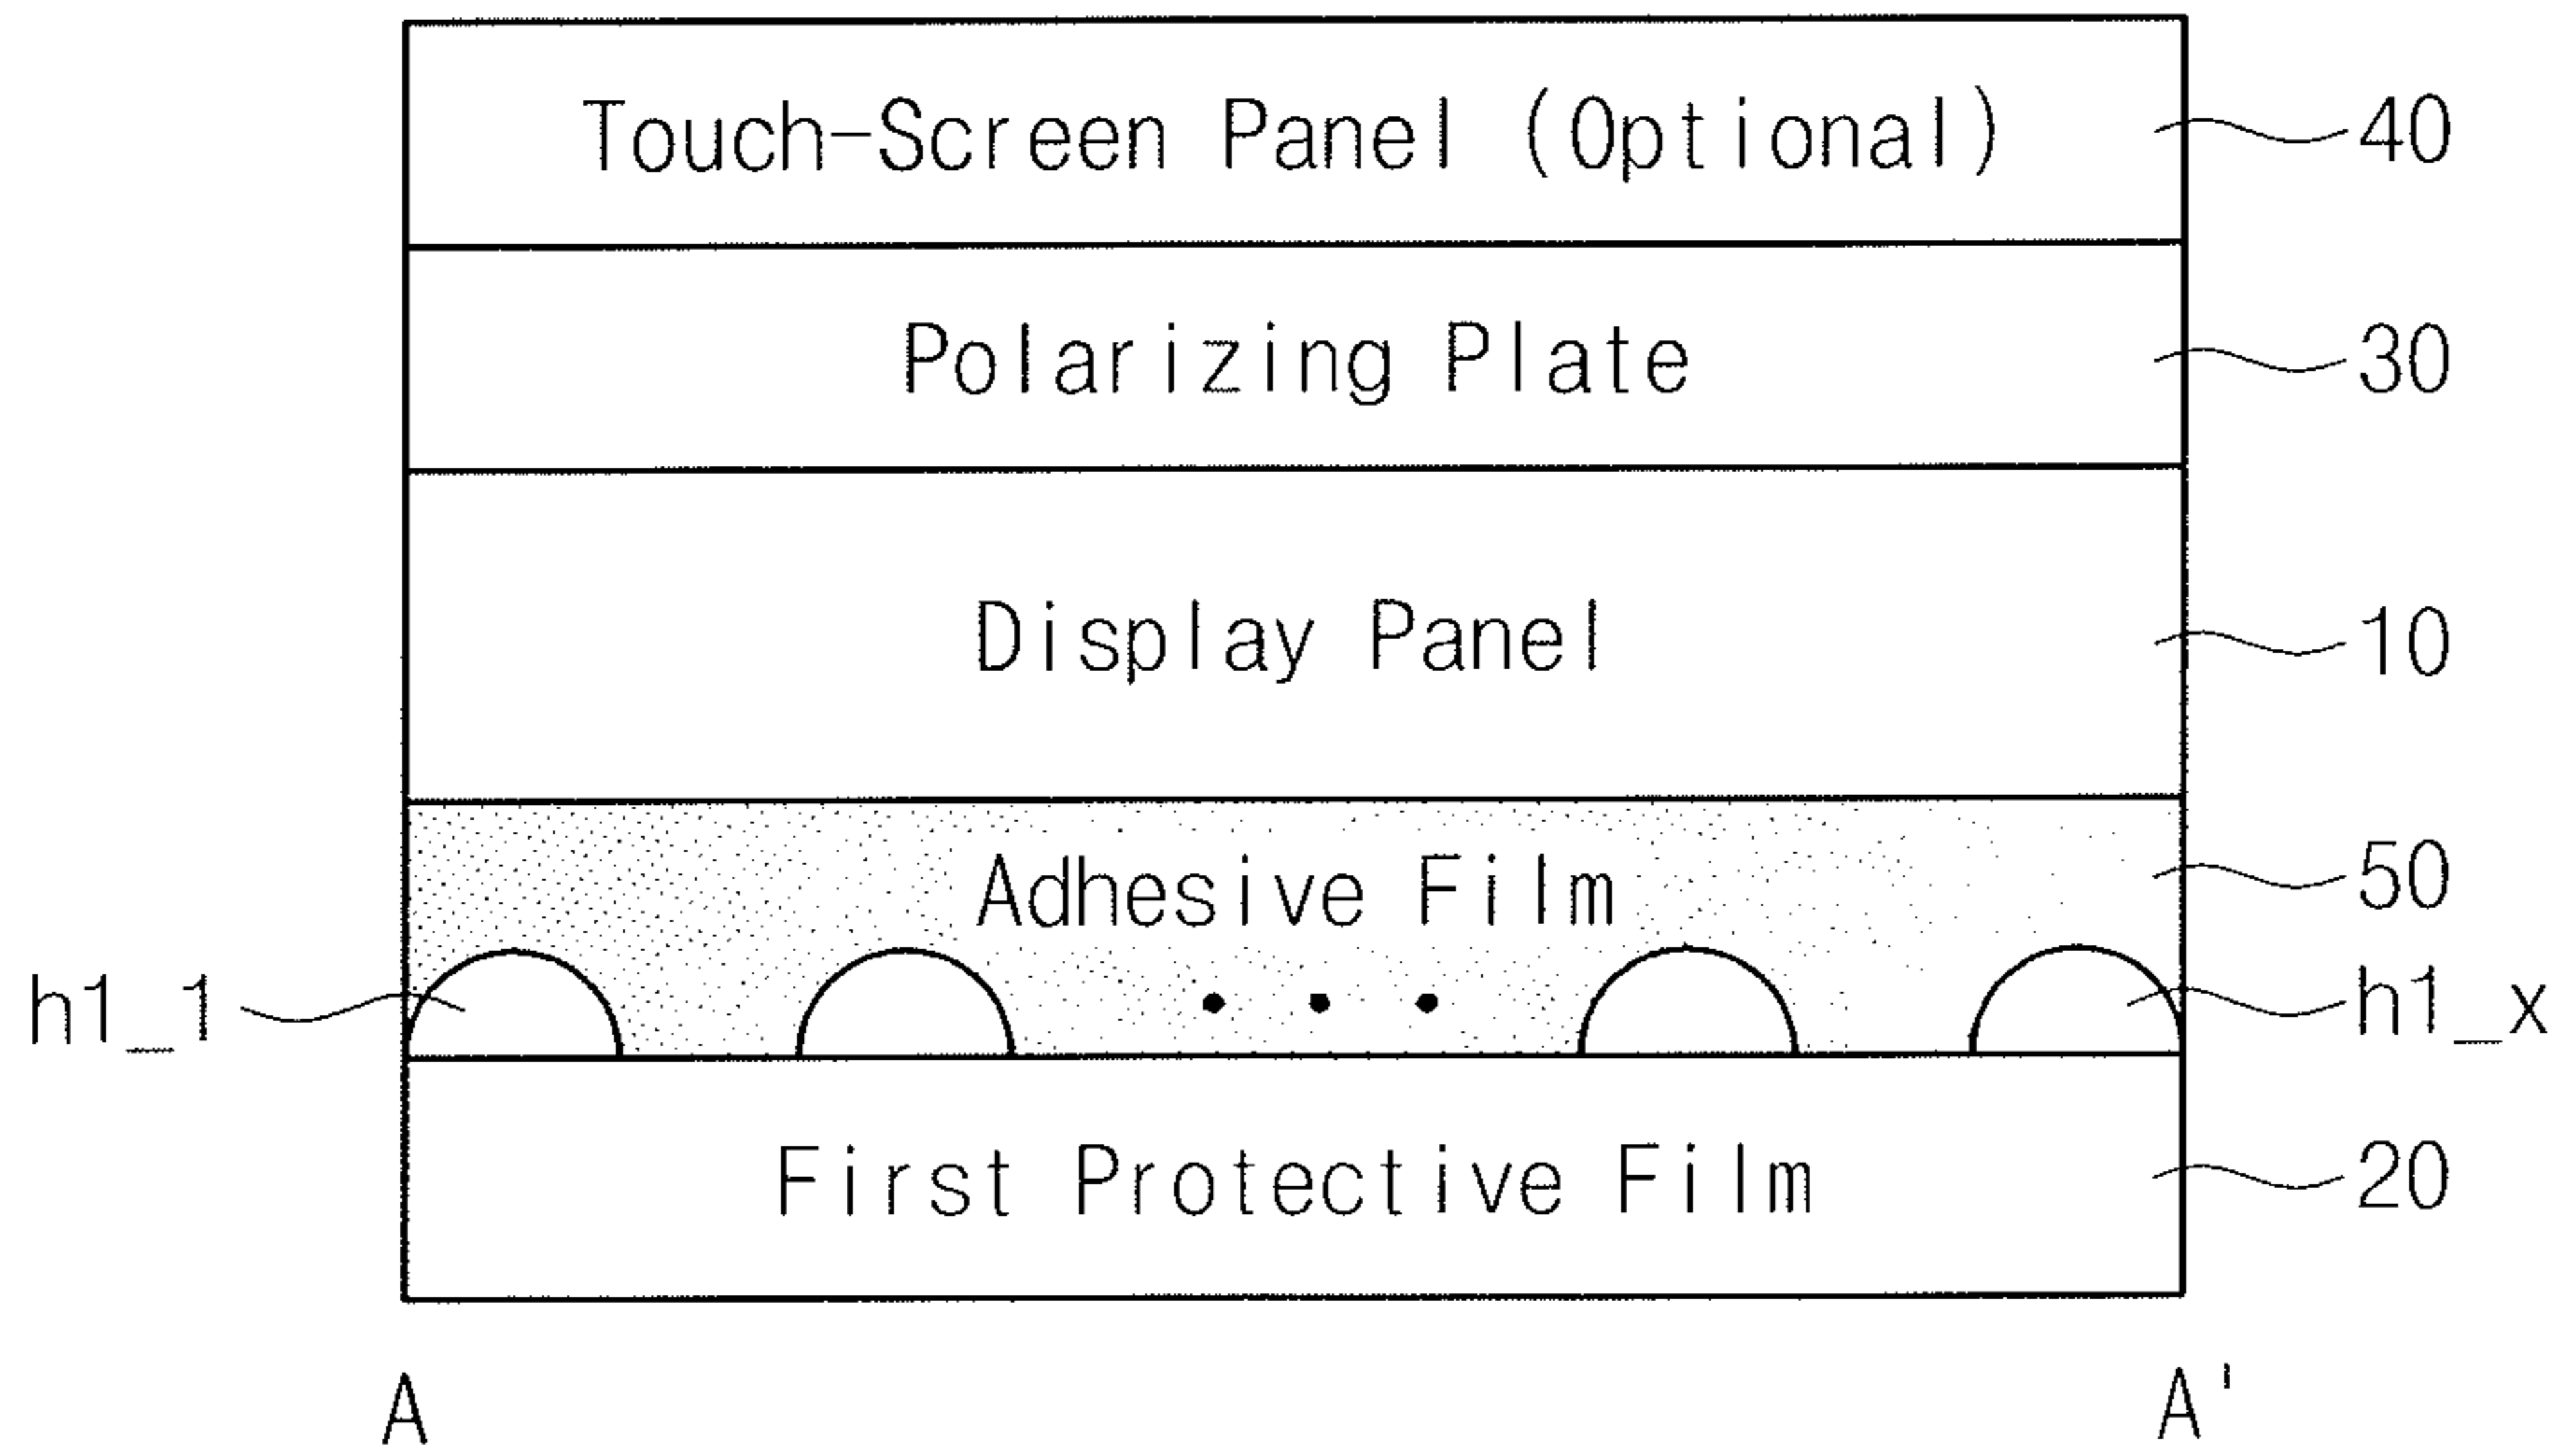 Touch-Screen Panel (Optional) 40
Polarizing Plate 30
Display Panel 10
Adhesive Film 50
h1_1 h1_x
First Protective Film 20
A A'